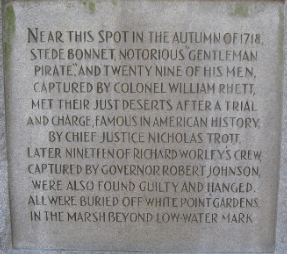 NEAR THIS SPOT IN THE AUTUMN OF 1718,
STEDE BONNET, NOTORIOUS "GENTLEMAN
PIRATE," AND TWENTY NINE OF HIS MEN,
CAPTURED BY COLONEL WILLIAM RHETT,
MET THEIR JUST DESERTS AFTER A TRIAL
AND CHARGE, FAMOUS IN AMERICAN HISTORY,
BY CHIEF JUSTICE NICHOLAS TROTT.
LATER NINETEEN OF RICHARD WORLEY'S CREW,
CAPTURED BY GOVERNOR ROBERT JOHNSON,
WERE ALSO FOUND GUILTY AND HANGED.
ALL WERE BURIED OFF WHITE POINT GARDENS,
IN THE MARSH BEYOND LOW-WATER MARK